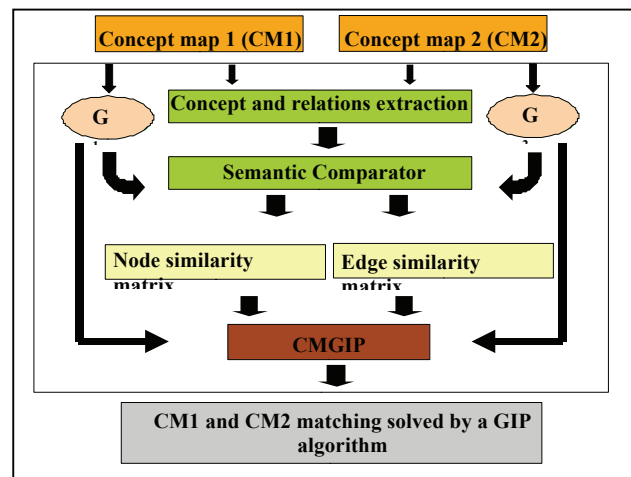 Concept map 1 (CM1)
Concept map 2 (CM2)
Concept and relations extraction
G
G
Semantic Comparator
Node similarity
matrix
Edge similarity
matrix
CMGIP
CM1 and CM2 matching solved by a GIP
algorithm